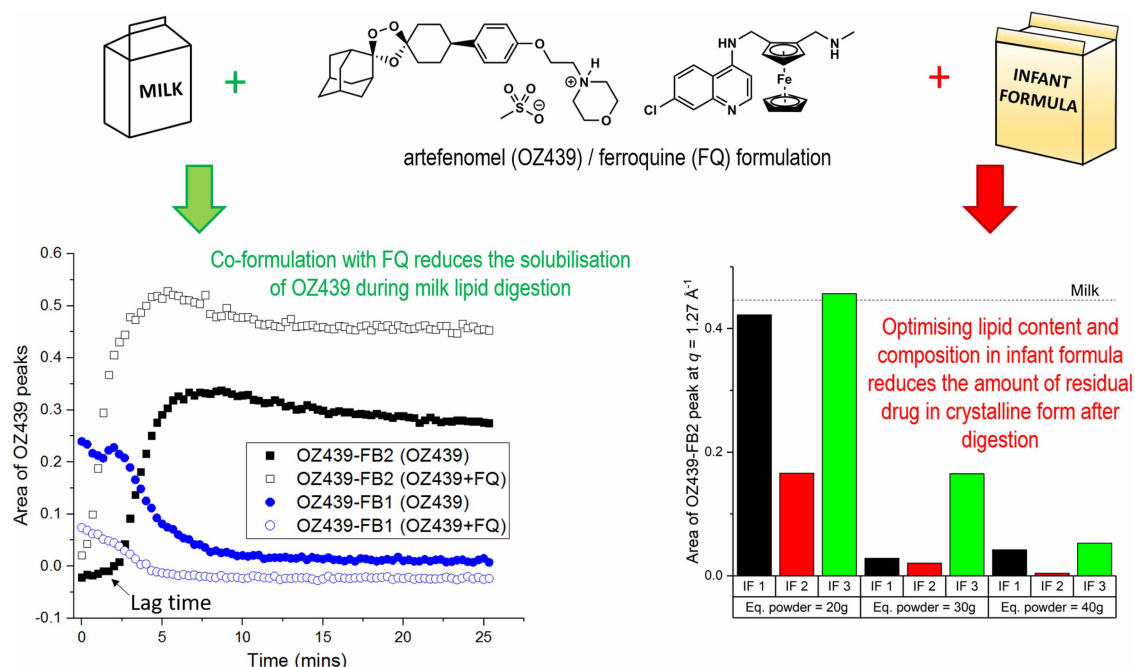 MILK
+
O
O
O
O
N
H
+
O
S
O
O
O
−
HN
Cl
N
Fe
N
H
+
INFANT
FORMULA
artefenomel (OZ439) / ferroquine (FQ) formulation
Co-formulation with FQ reduces the solubilisation
of OZ439 during milk lipid digestion
Area of OZ439 peaks
0.6
0.5
0.4
0.3
0.2
0.1
0.0
-0.1
OZ439-FB2 (OZ439)
OZ439-FB2 (OZ439+FQ)
OZ439-FB1 (OZ439)
OZ439-FB1 (OZ439+FQ)
Lag time
0 5 10 15 20 25
Time (mins)
Area of OZ439-FB2 peak at q = 1.27 Å-1
0.4
0.2
0.0
Milk
Optimising lipid content and
composition in infant formula
reduces the amount of residual
drug in crystalline form after
digestion
IF 1 IF 2 IF 3 IF 1 IF 2 IF 3 IF 1 IF 2 IF 3
Eq. powder = 20g Eq. powder = 30g Eq. powder = 40g